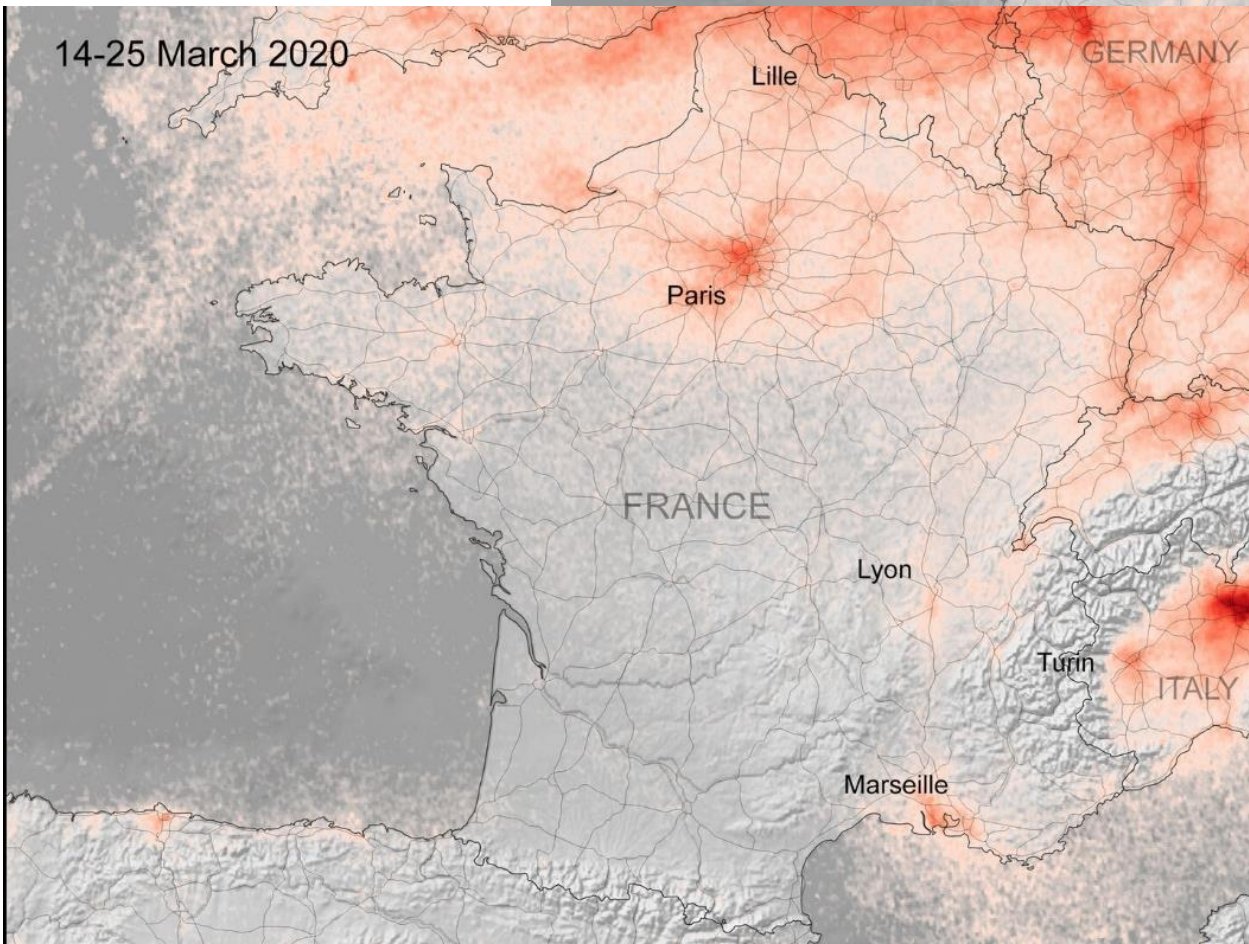 14-25 March 2020
GERMANY
Lille
Paris
FRANCE
Lyon
Turin
ITALY
Marseille